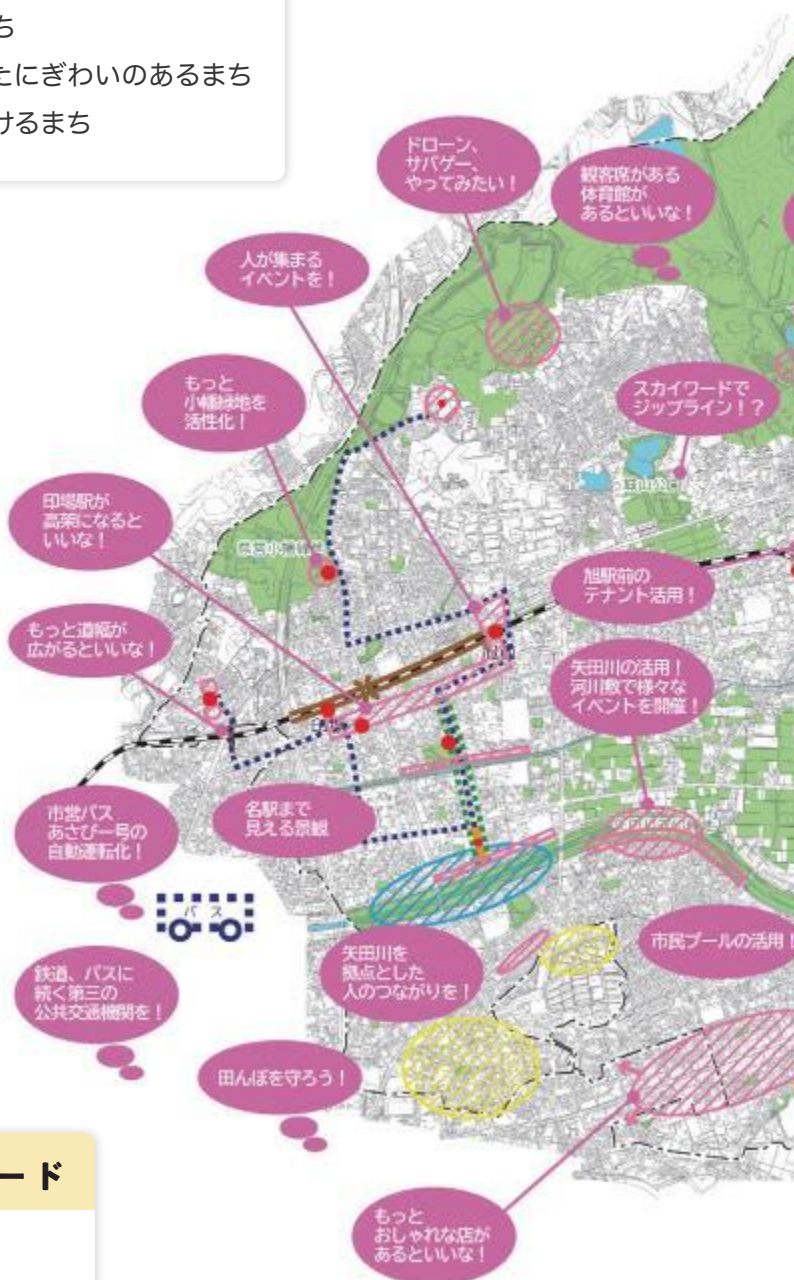 ち
たにぎわいのあるまち
けるまち
ドローン、
サバゲー、
やってみたい！
観客席がある
体育館が
あるといいな！
人が集まる
イベントを！
もっと
小幡緑地を
活性化！
スカイワードで
ジップライン！？
印場駅が
高架になると
いいな！
旭駅前の
テナント活用！
もっと道幅が
広がるといいな！
矢田川の活用！
河川敷で様々な
イベントを開催！
市営バス
あさぴー号の
自動運転化！
名駅まで
見える景観
バス
市民プールの活用！
矢田川を
拠点とした
人のつながりを！
鉄道、バスに
続く第三の
公共交通機関を！
田んぼを守ろう！
ード
もっと
おしゃれな店が
あるといいな！